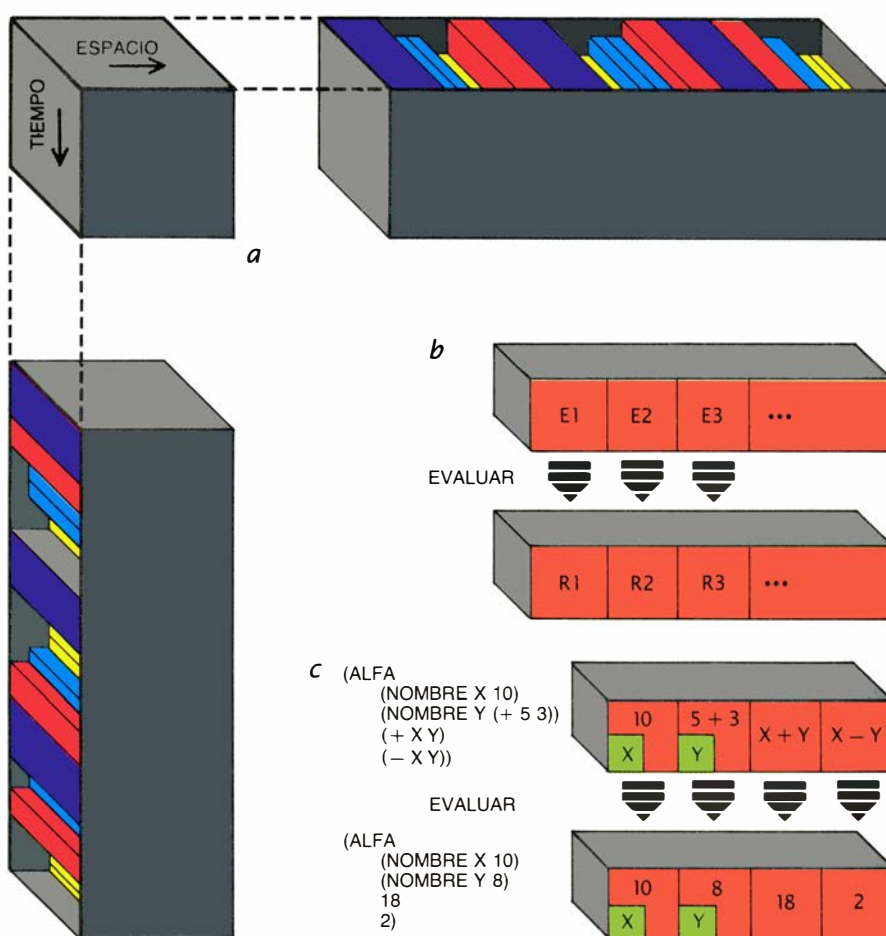 ESPACIO
TIEMPO
a
b
E1 E2 E3 •••
EVALUAR
R1 R2 R3 •••
c
(ALFA
(NOMBRE X 10)
(NOMBRE Y (+ 5 3))
(+ X Y)
(− X Y))
10 5 + 3 X + Y X − Y
X Y
EVALUAR
(ALFA
(NOMBRE X 10)
(NOMBRE Y 8)
18
2)
10 8 18 2
X Y